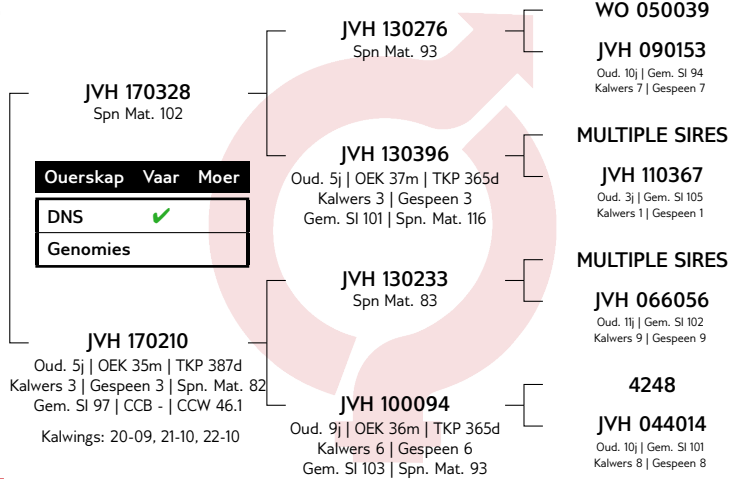 JVH 170328
Spn Mat. 102
Ouerskap Vaar Moer
DNS ✔
Genomies
JVH 170210
Oud. 5j | OEK 35m | TKP 387d
Kalwers 3 | Gespeen 3 | Spn. Mat. 82
Gem. SI 97 | CCB - | CCW 46.1
Kalwings: 20-09, 21-10, 22-10
JVH 130276
Spn Mat. 93
JVH 130396
Oud. 5j | OEK 37m | TKP 365d
Kalwers 3 | Gespeen 3
Gem. SI 101 | Spn. Mat. 116
JVH 130233
Spn Mat. 83
JVH 100094
Oud. 9j | OEK 36m | TKP 365d
Kalwers 6 | Gespeen 6
Gem. SI 103 | Spn. Mat. 93
WO 050039
JVH 090153
Oud. 10j | Gem. SI 94
Kalwers 7 | Gespeen 7
MULTIPLE SIRES
JVH 110367
Oud. 3j | Gem. SI 105
Kalwers 1 | Gespeen 1
MULTIPLE SIRES
JVH 066056
Oud. 11j | Gem. SI 102
Kalwers 9 | Gespeen 9
4248
JVH 044014
Oud. 10j | Gem. SI 101
Kalwers 8 | Gespeen 8